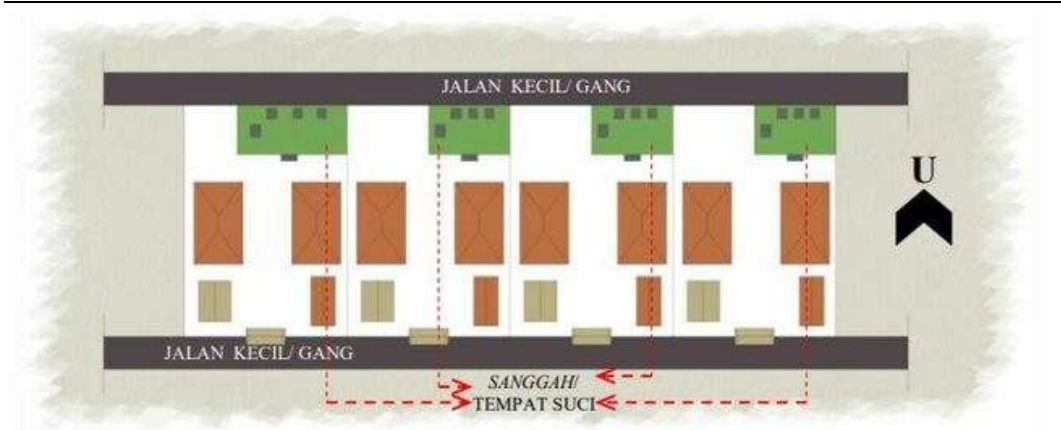 JALAN KECIL/ GANG
U
JALAN KECIL/ GANG
SANGGAH/
TEMPAT SUCI